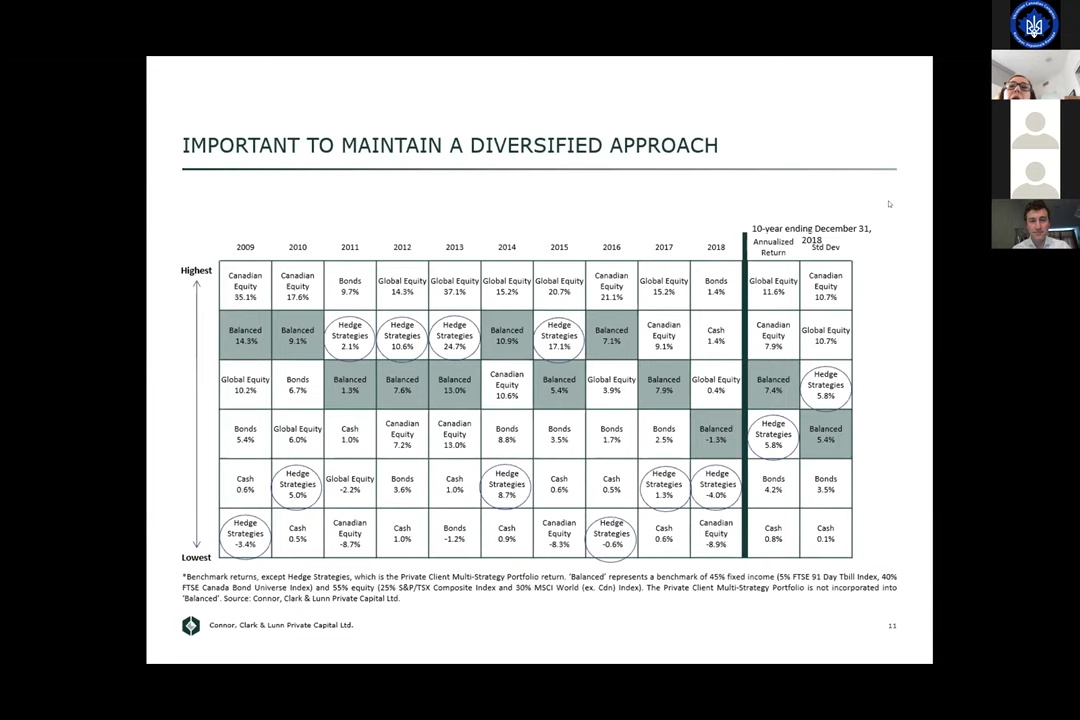 IMPORTANT TO MAINTAIN A DIVERSIFIED APPROACH
10-year ending December 31,
2018
2009 2010 2011 2012 2013 2014 2015 2016 2017 2018 Annualized Return Std Dev
Highest
Canadian Equity 35.1% Canadian Equity 17.6% Bonds 9.7% Global Equity 14.3% Global Equity 37.1% Global Equity 15.2% Global Equity 20.7% Canadian Equity 21.1% Global Equity 15.2% Bonds 1.4% Global Equity 11.6% Canadian Equity 10.7%
Balanced 14.3% Balanced 9.1% Hedge Strategies 2.1% Hedge Strategies 10.6% Hedge Strategies 24.7% Balanced 10.9% Hedge Strategies 17.1% Balanced 7.1% Canadian Equity 9.1% Cash 1.4% Canadian Equity 7.9% Global Equity 10.7%
Global Equity 10.2% Bonds 6.7% Balanced 1.3% Balanced 7.6% Balanced 13.0% Canadian Equity 10.6% Balanced 5.4% Global Equity 3.9% Balanced 7.9% Global Equity 0.4% Balanced 7.4% Hedge Strategies 5.8%
Bonds 5.4% Global Equity 6.0% Cash 1.0% Canadian Equity 7.2% Canadian Equity 13.0% Bonds 8.8% Bonds 3.5% Bonds 1.7% Bonds 2.5% Balanced -1.3% Hedge Strategies 5.8% Balanced 5.4%
Cash 0.6% Hedge Strategies 5.0% Global Equity -2.2% Bonds 3.6% Cash 1.0% Hedge Strategies 8.7% Cash 0.6% Cash 0.5% Hedge Strategies 1.3% Hedge Strategies -4.0% Bonds 4.2% Bonds 3.5%
Hedge Strategies -3.4% Cash 0.5% Canadian Equity -8.7% Cash 1.0% Bonds -1.2% Cash 0.9% Canadian Equity -8.3% Hedge Strategies -0.6% Cash 0.6% Canadian Equity -8.9% Cash 0.8% Cash 0.1%
Lowest
*Benchmark returns, except Hedge Strategies, which is the Private Client Multi-Strategy Portfolio return. 'Balanced' represents a benchmark of 45% fixed income (5% FTSE 91 Day Tbill Index, 40%
FTSE Canada Bond Universe Index) and 55% equity (25% S&P/TSX Composite Index and 30% MSCI World (ex. Cdn) Index). The Private Client Multi-Strategy Portfolio is not incorporated into
'Balanced'. Source: Connor, Clark & Lunn Private Capital Ltd.
Connor, Clark & Lunn Private Capital Ltd.
11